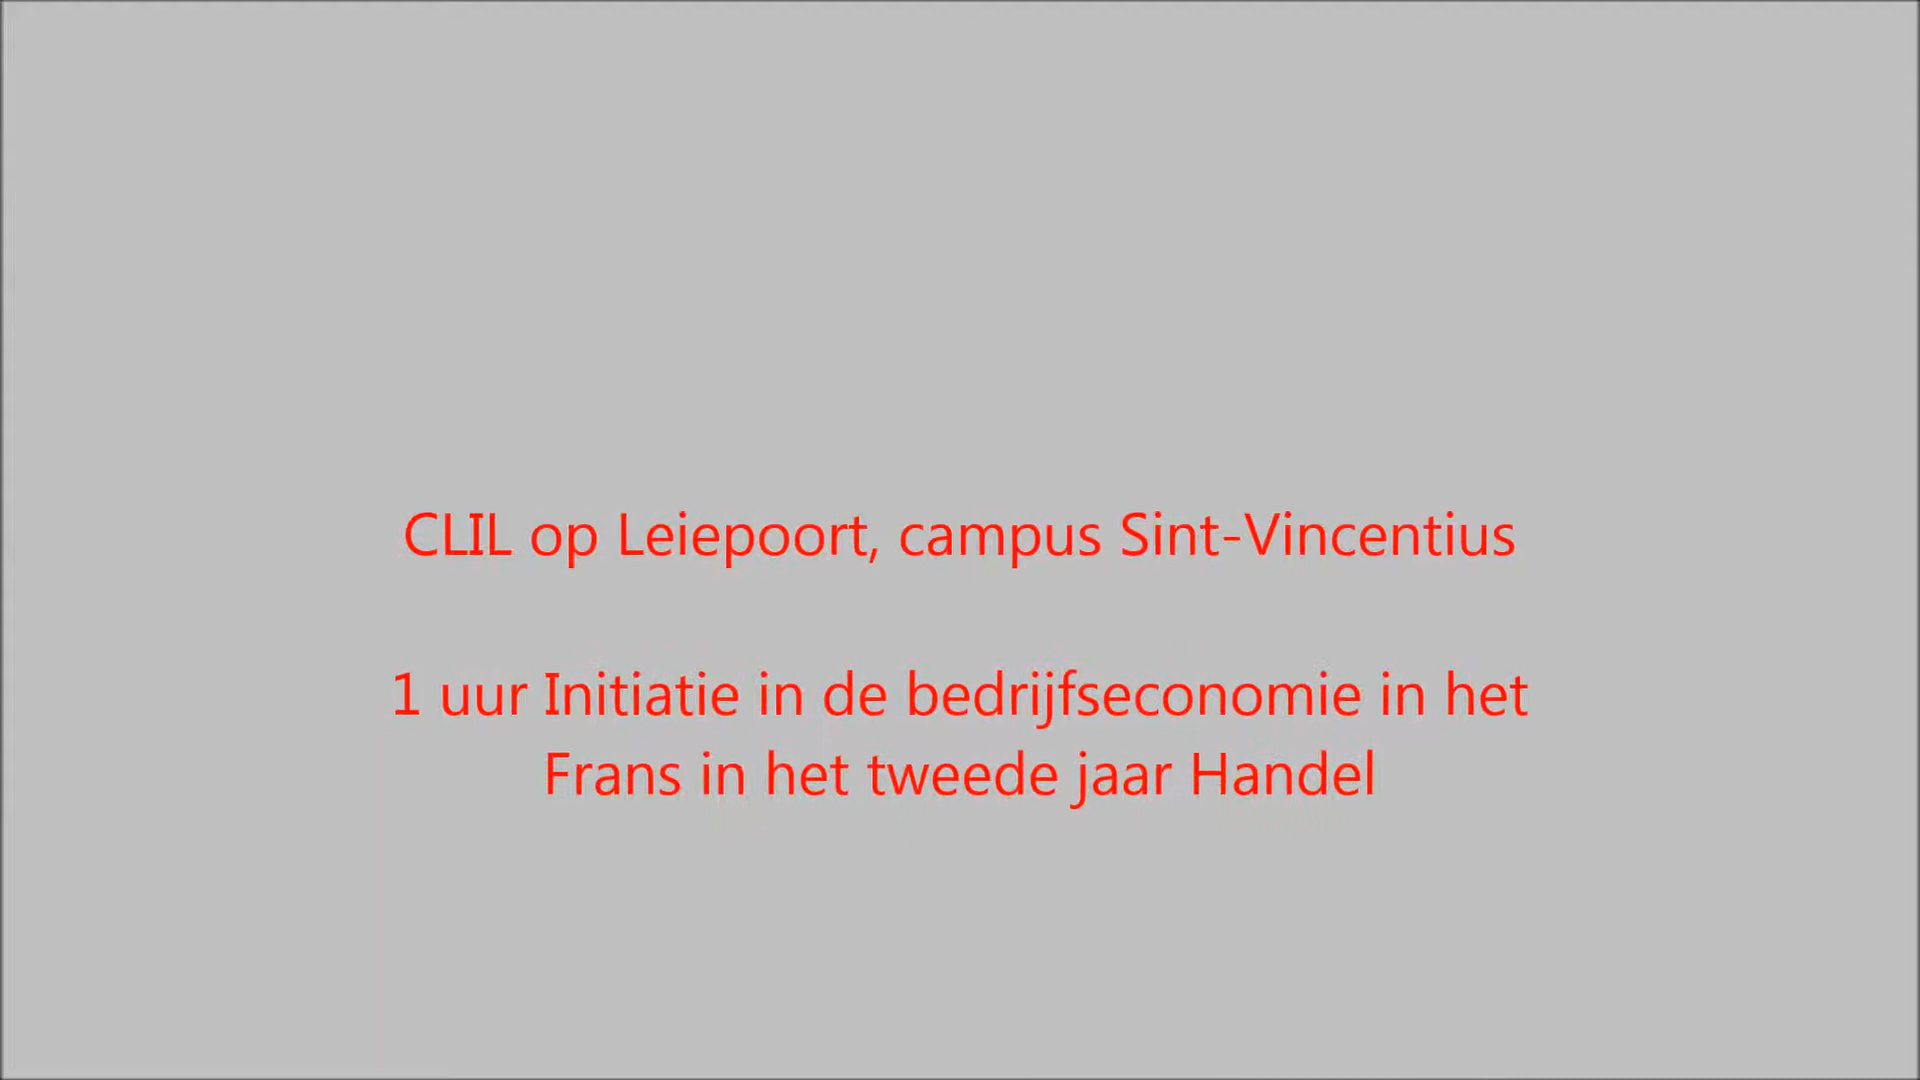 CLIL op Leiepoort, campus Sint-Vincentius
1 uur Initiatie in de bedrijfseconomie in het
Frans in het tweede jaar Handel